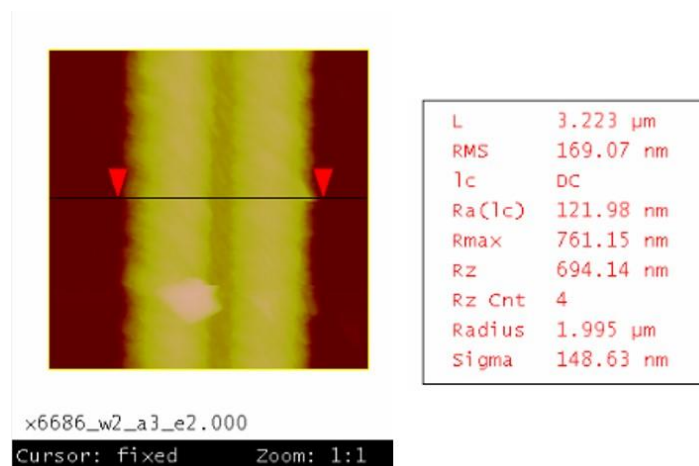 L 3.223 µm
RMS 169.07 nm
lc DC
Ra(lc) 121.98 nm
Rmax 761.15 nm
Rz 694.14 nm
Rz Cnt 4
Radius 1.995 µm
Sigma 148.63 nm
x6686_w2_a3_e2.000
Cursor: fixed Zoom: 1:1